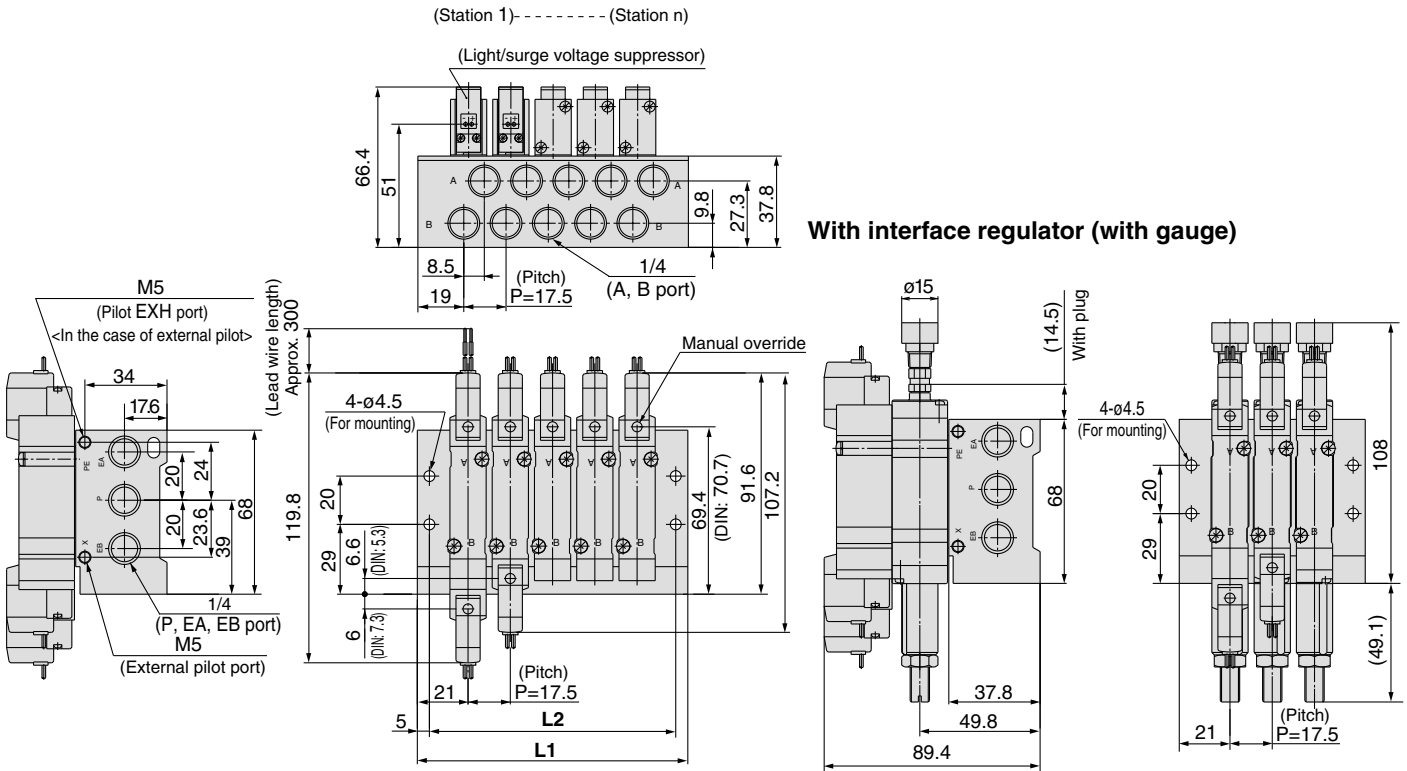 (Station 1)- - - - - - - - (Station n)
(Light/surge voltage suppressor)
66.4
51
A
A
B
B
9.8
27.3
37.8
8.5
19
(Pitch)
P=17.5
1/4
(A, B port)
With interface regulator (with gauge)
M5
(Pilot EXH port)
<In the case of external pilot>
34
17.6
PE
EA
P
X
EB
20
24
20
23.6
39
68
1/4
(P, EA, EB port)
M5
(External pilot port)
(Lead wire length)
Approx. 300
Manual override
4-ø4.5
(For mounting)
119.8
20
29
6.6
(DIN: 5.3)
6
(DIN: 7.3)
A
A
A
A
A
B
B
B
B
B
69.4
(DIN: 70.7)
91.6
107.2
21
(Pitch)
P=17.5
5
L2
L1
ø15
(14.5)
With plug
PE
EA
P
X
EB
68
37.8
49.8
89.4
4-ø4.5
(For mounting)
20
29
A
A
A
B
B
B
108
(49.1)
21
(Pitch)
P=17.5